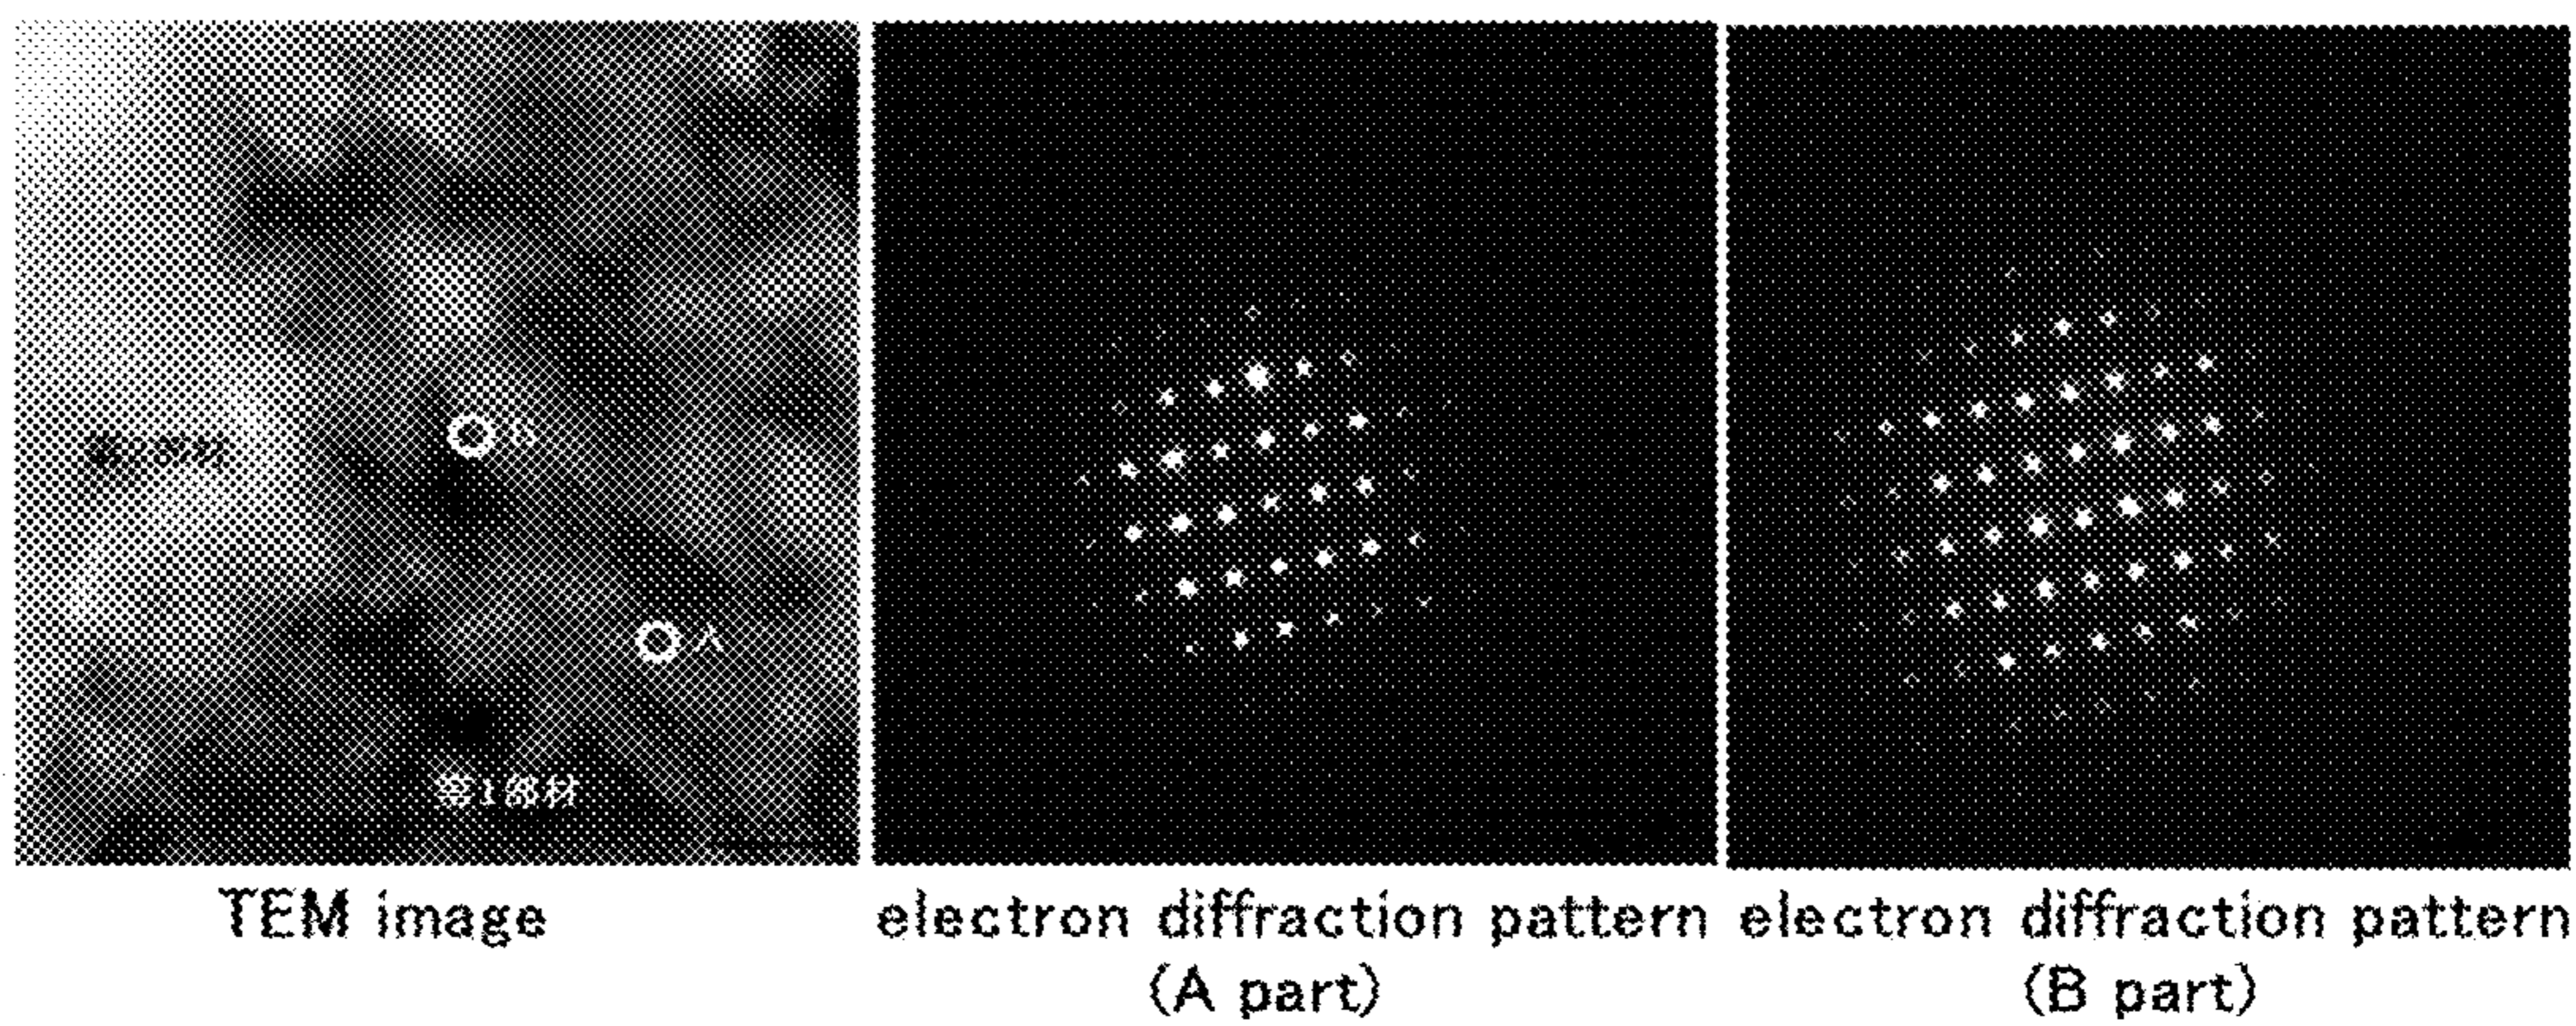 B
A
第1部材
TEM image
electron diffraction pattern
(A part)
electron diffraction pattern
(B part)